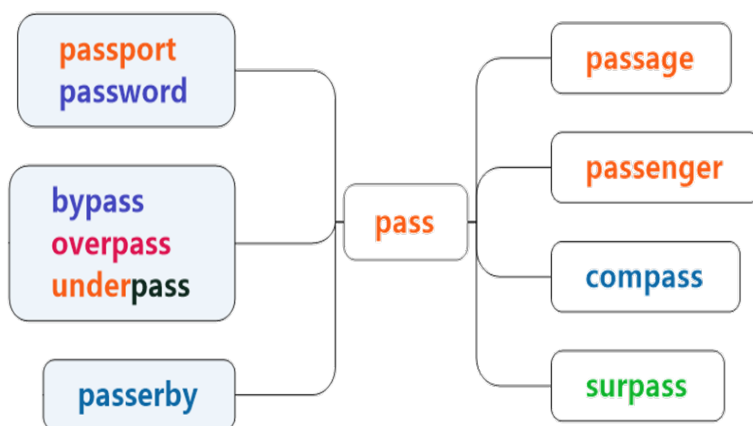 passport
password
bypass
overpass
underpass
passerby
pass
passage
passenger
compass
surpass